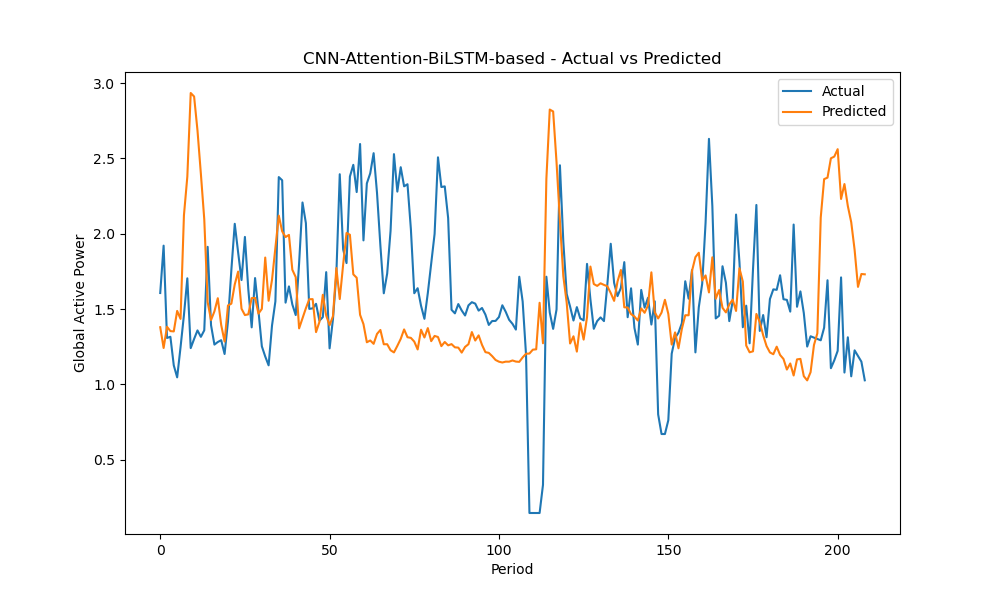 CNN-Attention-BiLSTM-based - Actual vs Predicted
Actual
Predicted
Global Active Power
3.0
2.5
2.0
1.5
1.0
0.5
0
50
100
150
200
Period